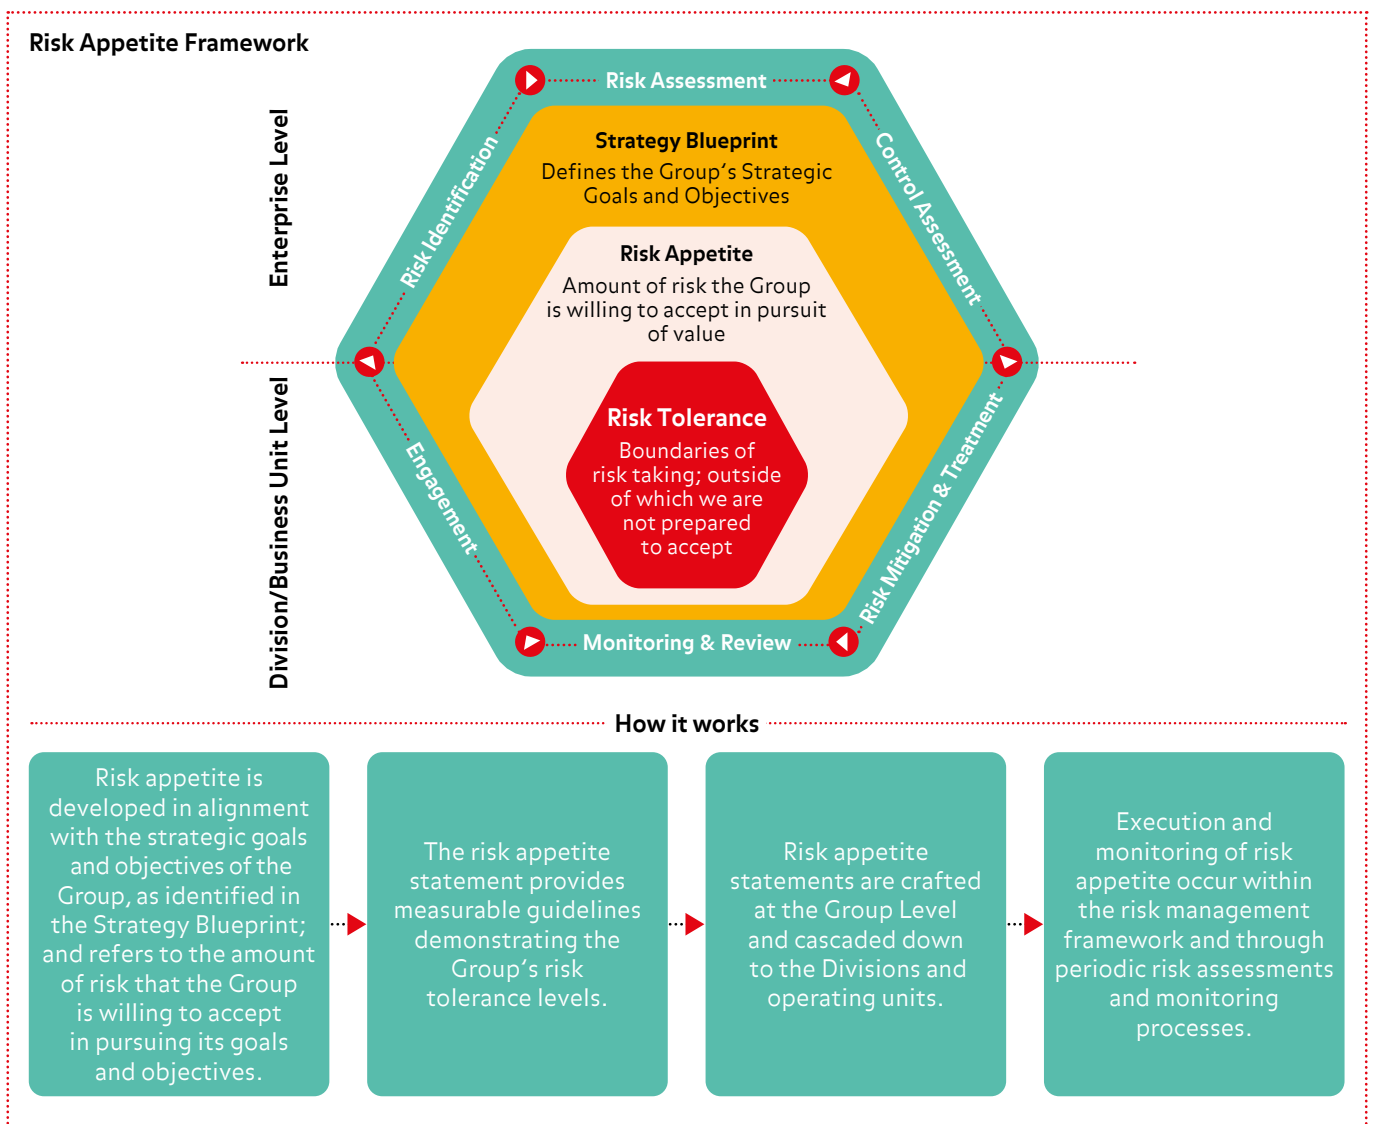 Risk Appetite Framework
Enterprise Level
Division/Business Unit Level
Risk Assessment
Control Assessment
Risk Mitigation & Treatment
Monitoring & Review
Engagement
Risk Identification
Strategy Blueprint
Defines the Group's Strategic
Goals and Objectives
Risk Appetite
Amount of risk the Group
is willing to accept in pursuit
of value
Risk Tolerance
Boundaries of
risk taking; outside
of which we are
not prepared
to accept
How it works
Risk appetite is
developed in alignment
with the strategic goals
and objectives of the
Group, as identified in
the Strategy Blueprint;
and refers to the amount
of risk that the Group
is willing to accept
in pursuing its goals
and objectives.
The risk appetite
statement provides
measurable guidelines
demonstrating the
Group's risk
tolerance levels.
Risk appetite
statements are crafted
at the Group Level
and cascaded down
to the Divisions and
operating units.
Execution and
monitoring of risk
appetite occur within
the risk management
framework and through
periodic risk assessments
and monitoring
processes.